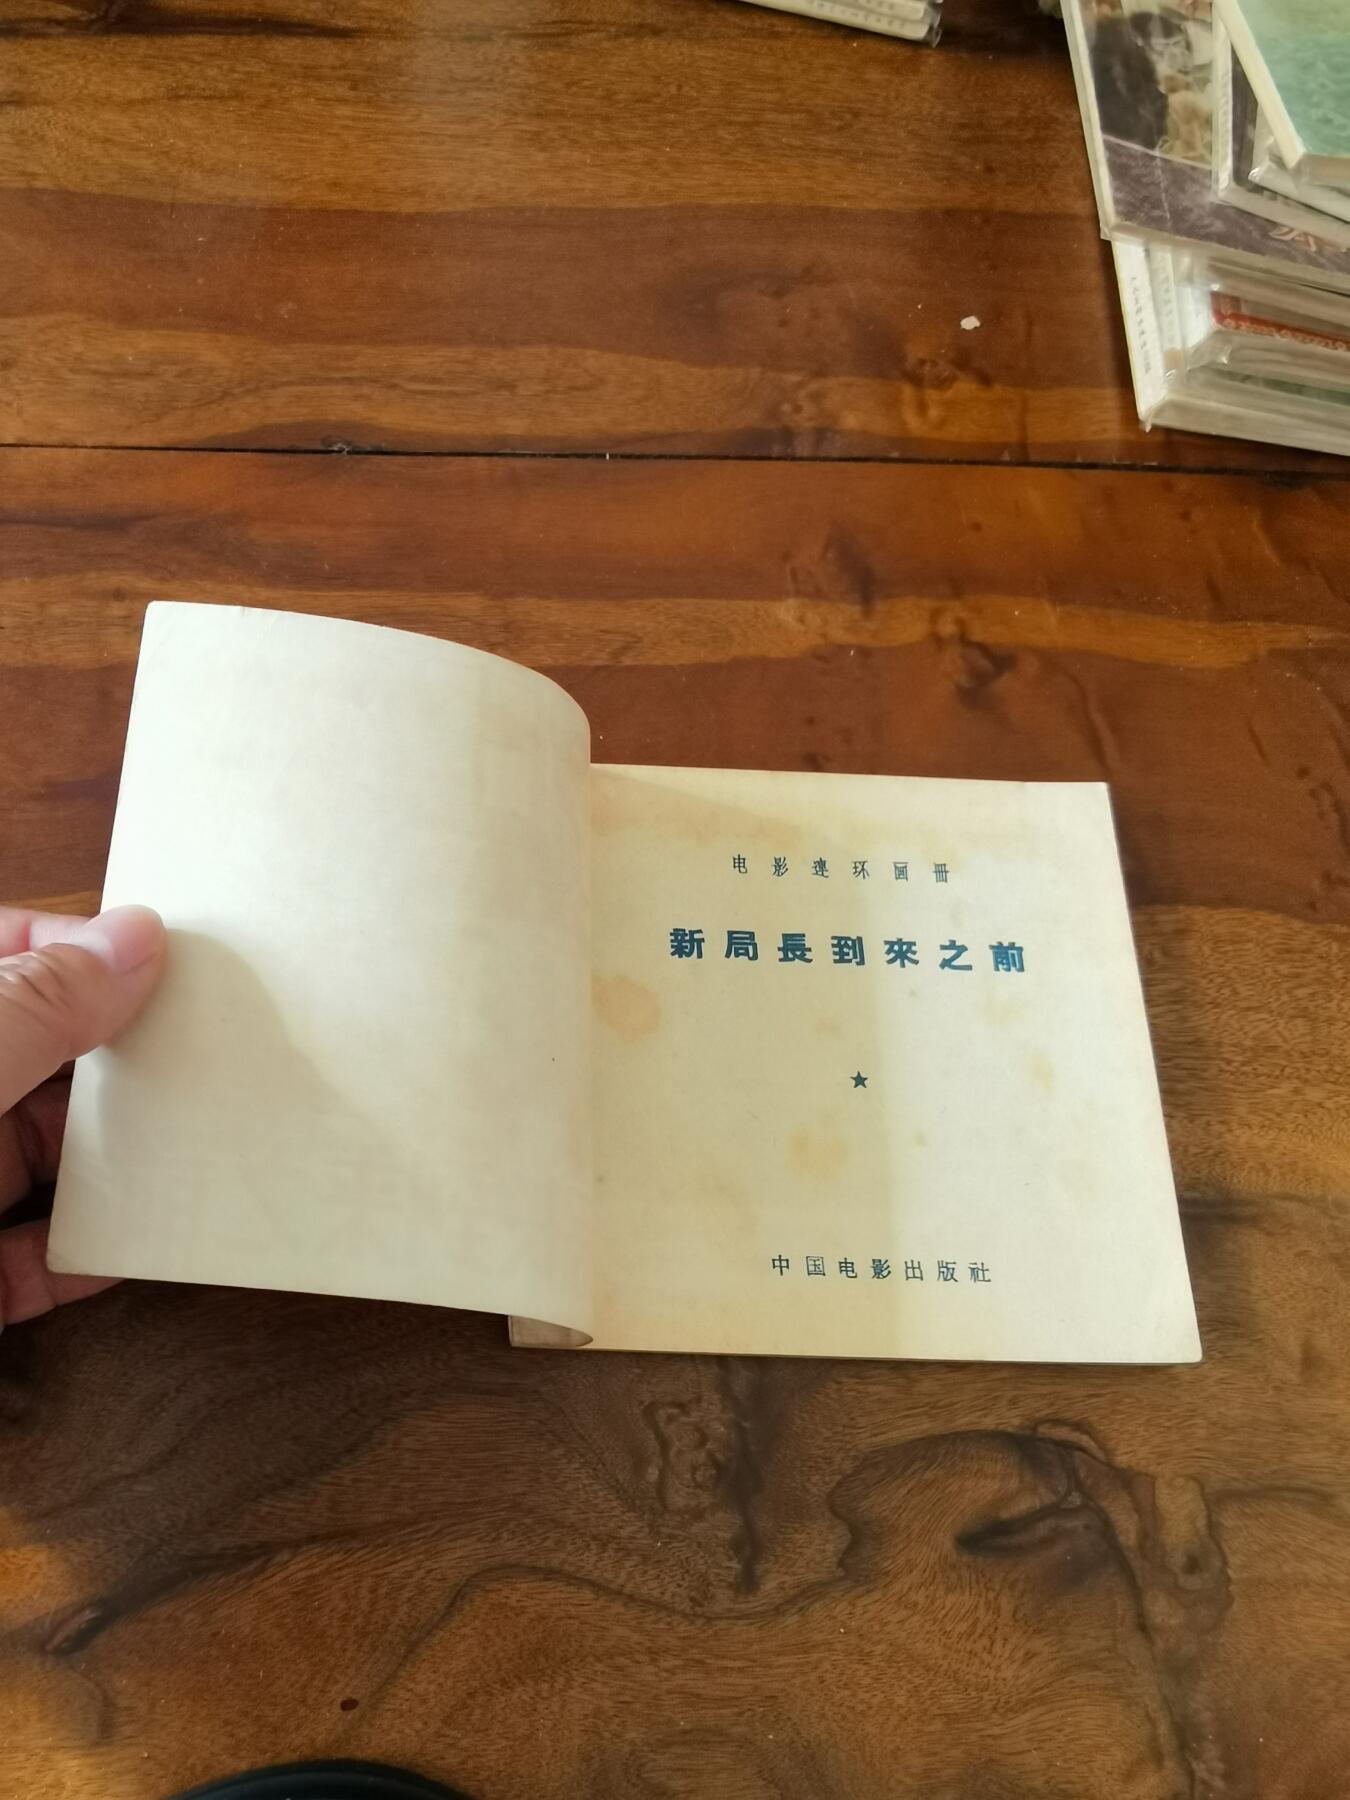 电影連环画冊
新局長到來之前
★
中国电影出版社